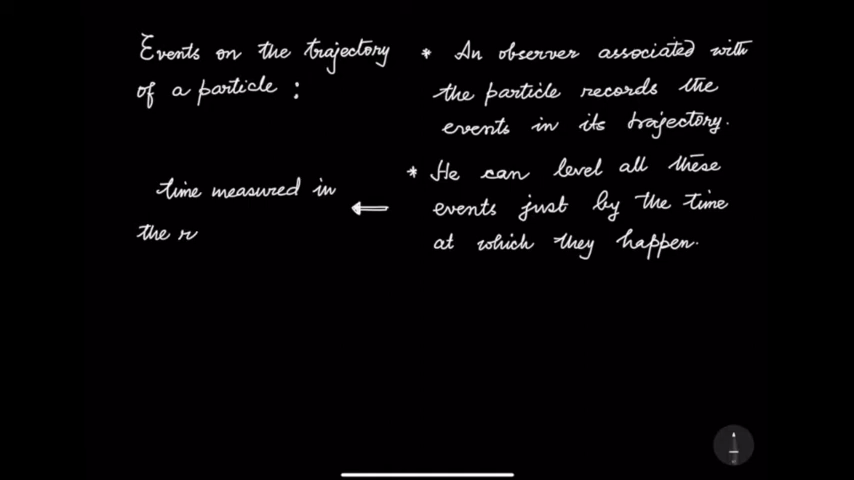 Events on the trajectory
of a particle :
* An observer associated with
the particle records the
events in its trajectory.
* He can level all these
events just by the time
at which they happen.
time measured in
the r